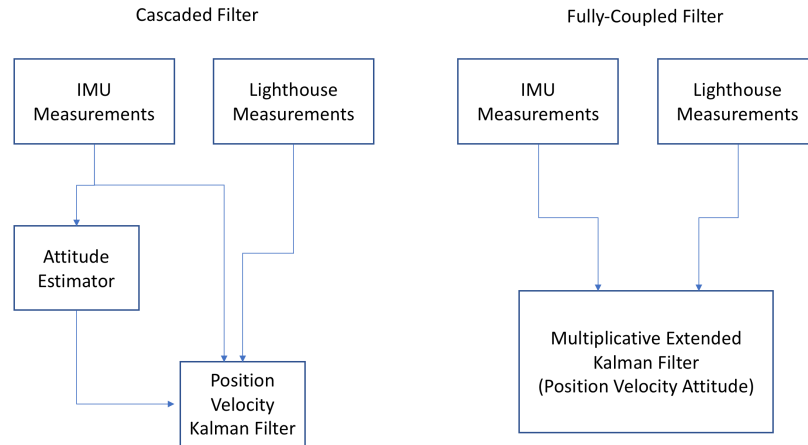 Cascaded Filter
IMU
Measurements
Lighthouse
Measurements
Attitude
Estimator
Position
Velocity
Kalman Filter
Fully-Coupled Filter
IMU
Measurements
Lighthouse
Measurements
Multiplicative Extended
Kalman Filter
(Position Velocity Attitude)